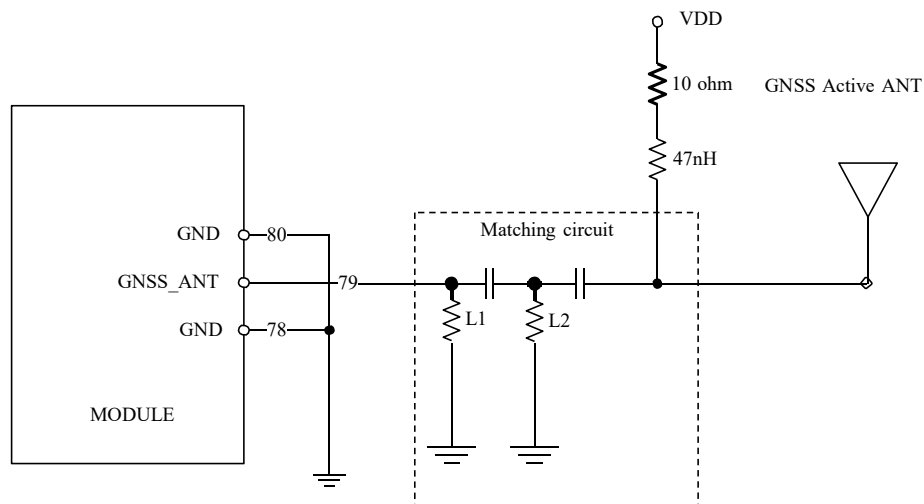 VDD
10 ohm
GNSS Active ANT
47nH
GND
80
Matching circuit
GNSS_ANT
79
GND
78
L1
L2
MODULE